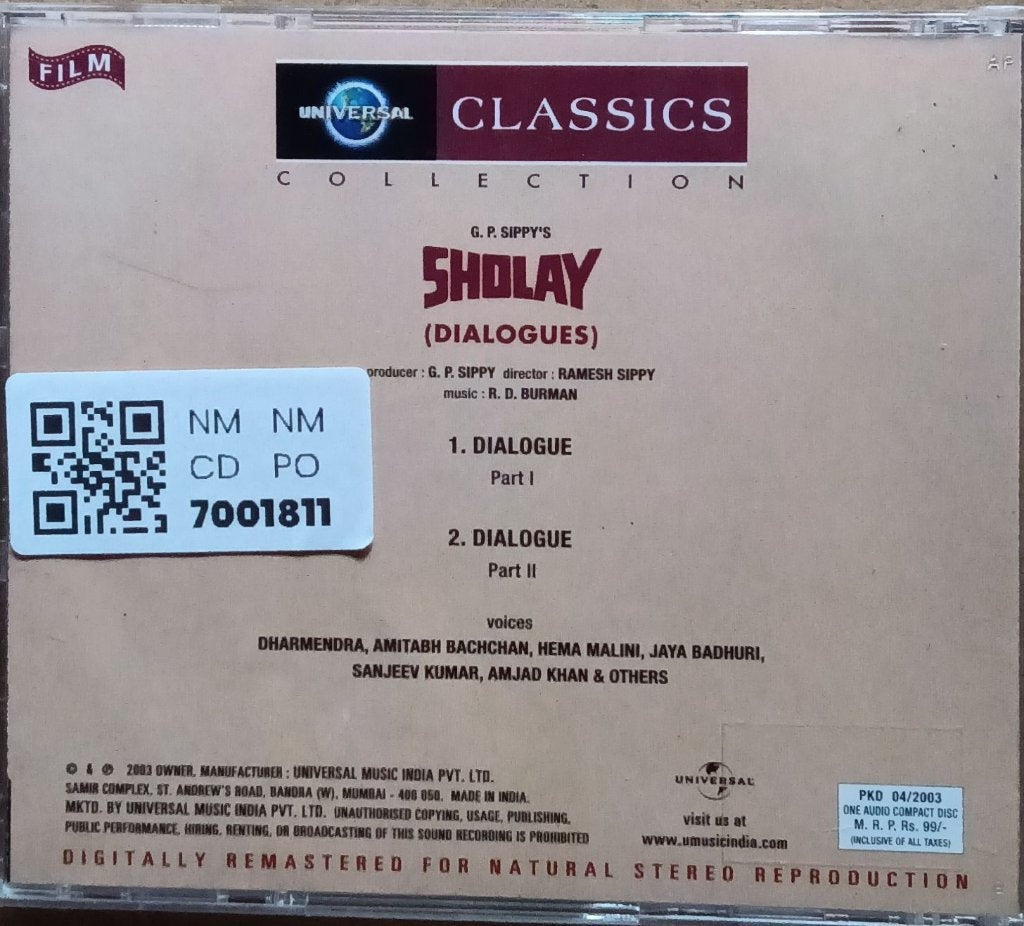 FILM
UNIVERSAL CLASSICS
COLLECTION
G. P. SIPPY'S
SHOLAY
(DIALOGUES)
producer : G. P. SIPPY director : RAMESH SIPPY
music : R. D. BURMAN
NM NM
CD PO
7001811
1. DIALOGUE
Part I
2. DIALOGUE
Part II
voices
DHARMENDRA, AMITABH BACHCHAN, HEMA MALINI, JAYA BADHURI,
SANJEEV KUMAR, AMJAD KHAN & OTHERS
© & ℗ 2003 OWNER. MANUFACTURER : UNIVERSAL MUSIC INDIA PVT. LTD.
SAMIR COMPLEX, ST. ANDREW'S ROAD, BANDRA (W), MUMBAI - 400 050. MADE IN INDIA.
MKTD. BY UNIVERSAL MUSIC INDIA PVT. LTD. UNAUTHORISED COPYING, USAGE, PUBLISHING,
PUBLIC PERFORMANCE, HIRING, RENTING, OR BROADCASTING OF THIS SOUND RECORDING IS PROHIBITED
UNIVERSAL
visit us at
www.umusicindia.com
PKD 04/2003
ONE AUDIO COMPACT DISC
M. R. P. Rs. 99/-
(INCLUSIVE OF ALL TAXES)
DIGITALLY REMASTERED FOR NATURAL STEREO REPRODUCTION